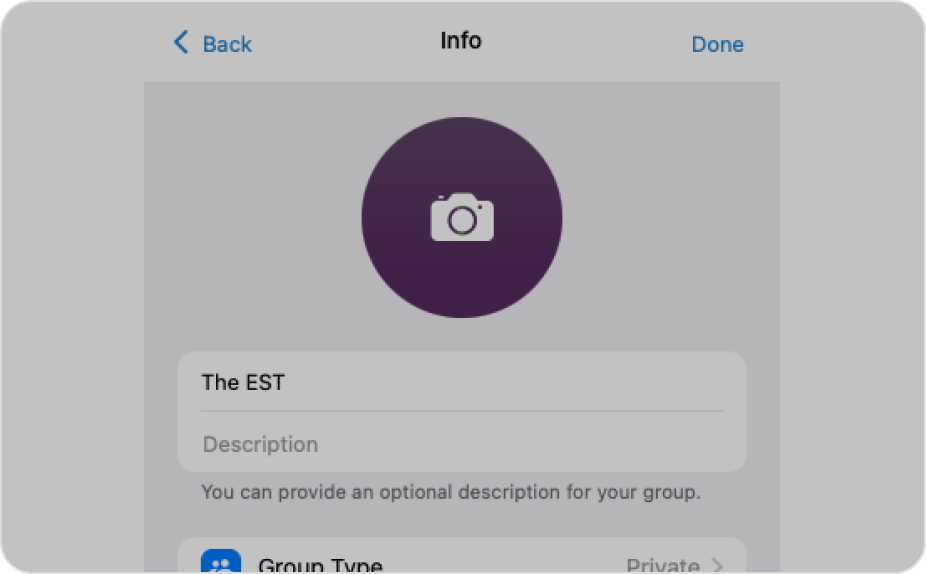 Back
Info
Done
The EST
Description
You can provide an optional description for your group.
Group Type
Private